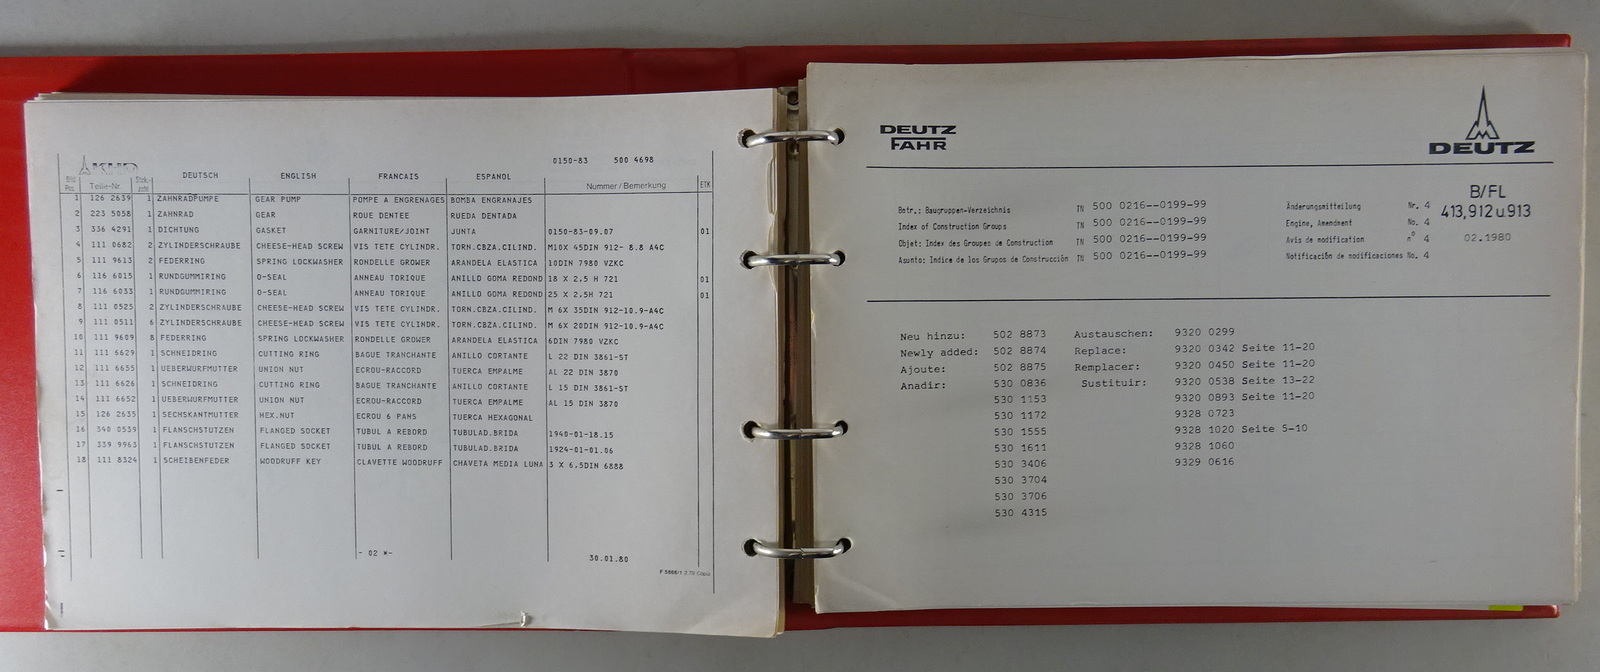 KHD
0150-83 500 4698
Bild Pos. Teile-Nr. Stck.-zahl DEUTSCH ENGLISH FRANCAIS ESPANOL Nummer / Bemerkung ETK
1 126 2639 1 ZAHNRADPUMPE GEAR PUMP POMPE A ENGRENAGES BOMBA ENGRANAJES
2 223 5058 1 ZAHNRAD GEAR ROUE DENTEE RUEDA DENTADA
3 336 4291 1 DICHTUNG GASKET GARNITURE/JOINT JUNTA 0150-83-09.07 01
4 111 0682 2 ZYLINDERSCHRAUBE CHEESE-HEAD SCREW VIS TETE CYLINDR. TORN.CBZA.CILIND. M10X 45DIN 912- 8.8 A4C
5 111 9613 2 FEDERRING SPRING LOCKWASHER RONDELLE GROWER ARANDELA ELASTICA 10DIN 7980 VZKC
6 116 6015 1 RUNDGUMMIRING O-SEAL ANNEAU TORIQUE ANILLO GOMA REDOND 18 X 2.5 H 721 01
7 116 6033 1 RUNDGUMMIRING O-SEAL ANNEAU TORIQUE ANILLO GOMA REDOND 25 X 2.5H 721 01
8 111 0525 2 ZYLINDERSCHRAUBE CHEESE-HEAD SCREW VIS TETE CYLINDR. TORN.CBZA.CILIND. M 6X 35DIN 912-10.9-A4C
9 111 0511 6 ZYLINDERSCHRAUBE CHEESE-HEAD SCREW VIS TETE CYLINDR. TORN.CBZA.CILIND. M 6X 20DIN 912-10.9-A4C
10 111 9609 8 FEDERRING SPRING LOCKWASHER RONDELLE GROWER ARANDELA ELASTICA 6DIN 7980 VZKC
11 111 6629 1 SCHNEIDRING CUTTING RING BAGUE TRANCHANTE ANILLO CORTANTE L 22 DIN 3861-ST
12 111 6655 1 UEBERWURFMUTTER UNION NUT ECROU-RACCORD TUERCA EMPALME AL 22 DIN 3870
13 111 6626 1 SCHNEIDRING CUTTING RING BAGUE TRANCHANTE ANILLO CORTANTE L 15 DIN 3861-ST
14 111 6652 1 UEBERWURFMUTTER UNION NUT ECROU-RACCORD TUERCA EMPALME AL 15 DIN 3870
15 126 2635 1 SECHSKANTMUTTER HEX.NUT ECROU 6 PANS TUERCA HEXAGONAL
16 340 0539 1 FLANSCHSTUTZEN FLANGED SOCKET TUBUL A REBORD TUBULAD.BRIDA 1940-01-18.15
17 339 9963 1 FLANSCHSTUTZEN FLANGED SOCKET TUBUL A REBORD TUBULAD.BRIDA 1924-01-01.06
18 111 8324 1 SCHEIBENFEDER WOODRUFF KEY CLAVETTE WOODRUFF CHAVETA MEDIA LUNA 3 X 6.5DIN 6888
- 02 *- 30.01.80
DEUTZ
FAHR
DEUTZ
B/FL
413,912 u 913
02.1980
Betr.: Baugruppen-Verzeichnis TN 500 0216--0199-99 Änderungsmitteilung Nr. 4
Index of Construction Groups TN 500 0216--0199-99 Engine, Amendment No. 4
Objet: Index des Groupes de Construction TN 500 0216--0199-99 Avis de modification n° 4
Asunto: Indice de los Grupos de Construcción TN 500 0216--0199-99 Notificación de modificaciones No. 4
Neu hinzu: 502 8873 Austauschen: 9320 0299
Newly added: 502 8874 Replace: 9320 0342 Seite 11-20
Ajoute: 502 8875 Remplacer: 9320 0450 Seite 11-20
Anadir: 530 0836 Sustituir: 9320 0538 Seite 13-22
530 1153 9320 0893 Seite 11-20
530 1172 9328 0723
530 1555 9328 1020 Seite 5-10
530 1611 9328 1060
530 3406 9329 0616
530 3704
530 3706
530 4315